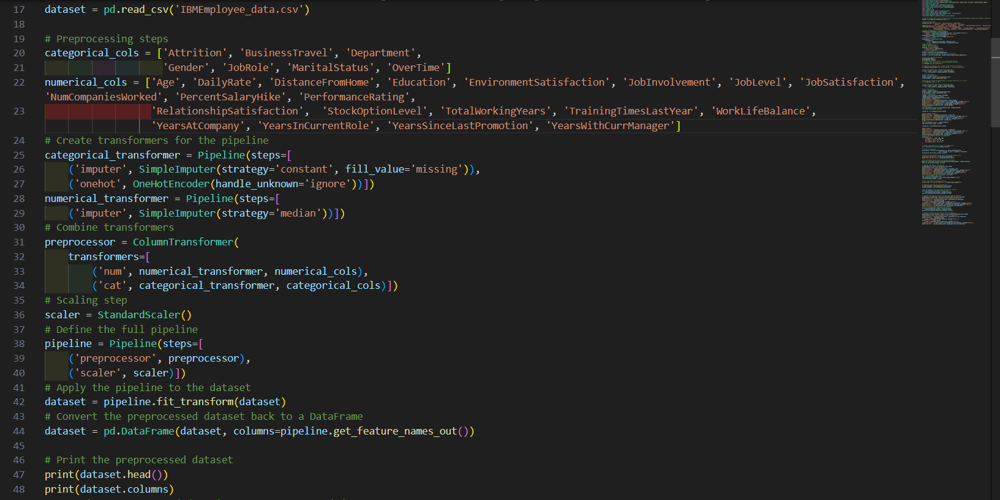 17 dataset = pd.read_csv('IBMEmployee_data.csv')
18
19 # Preprocessing steps
20 categorical_cols = ['Attrition', 'BusinessTravel', 'Department',
21 'Gender', 'JobRole', 'MaritalStatus', 'OverTime']
22 numerical_cols = ['Age', 'DailyRate', 'DistanceFromHome', 'Education', 'EnvironmentSatisfaction', 'JobInvolvement', 'JobLevel', 'JobSatisfaction',
'NumCompaniesWorked', 'PercentSalaryHike', 'PerformanceRating',
23 'RelationshipSatisfaction',  'StockOptionLevel', 'TotalWorkingYears', 'TrainingTimesLastYear', 'WorkLifeBalance',
'YearsAtCompany', 'YearsInCurrentRole', 'YearsSinceLastPromotion', 'YearsWithCurrManager']
24 # Create transformers for the pipeline
25 categorical_transformer = Pipeline(steps=[
26     ('imputer', SimpleImputer(strategy='constant', fill_value='missing')),
27     ('onehot', OneHotEncoder(handle_unknown='ignore'))])
28 numerical_transformer = Pipeline(steps=[
29     ('imputer', SimpleImputer(strategy='median'))])
30 # Combine transformers
31 preprocessor = ColumnTransformer(
32     transformers=[
33         ('num', numerical_transformer, numerical_cols),
34         ('cat', categorical_transformer, categorical_cols)])
35 # Scaling step
36 scaler = StandardScaler()
37 # Define the full pipeline
38 pipeline = Pipeline(steps=[
39     ('preprocessor', preprocessor),
40     ('scaler', scaler)])
41 # Apply the pipeline to the dataset
42 dataset = pipeline.fit_transform(dataset)
43 # Convert the preprocessed dataset back to a DataFrame
44 dataset = pd.DataFrame(dataset, columns=pipeline.get_feature_names_out())
45
46 # Print the preprocessed dataset
47 print(dataset.head())
48 print(dataset.columns)